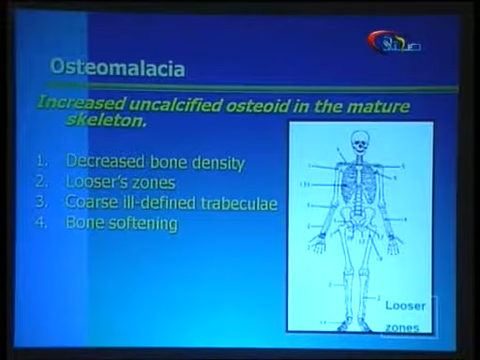 Osteomalacia
Increased uncalcified osteoid in the mature
skeleton.
1. Decreased bone density
2. Looser's zones
3. Coarse ill-defined trabeculae
4. Bone softening
Looser
zones